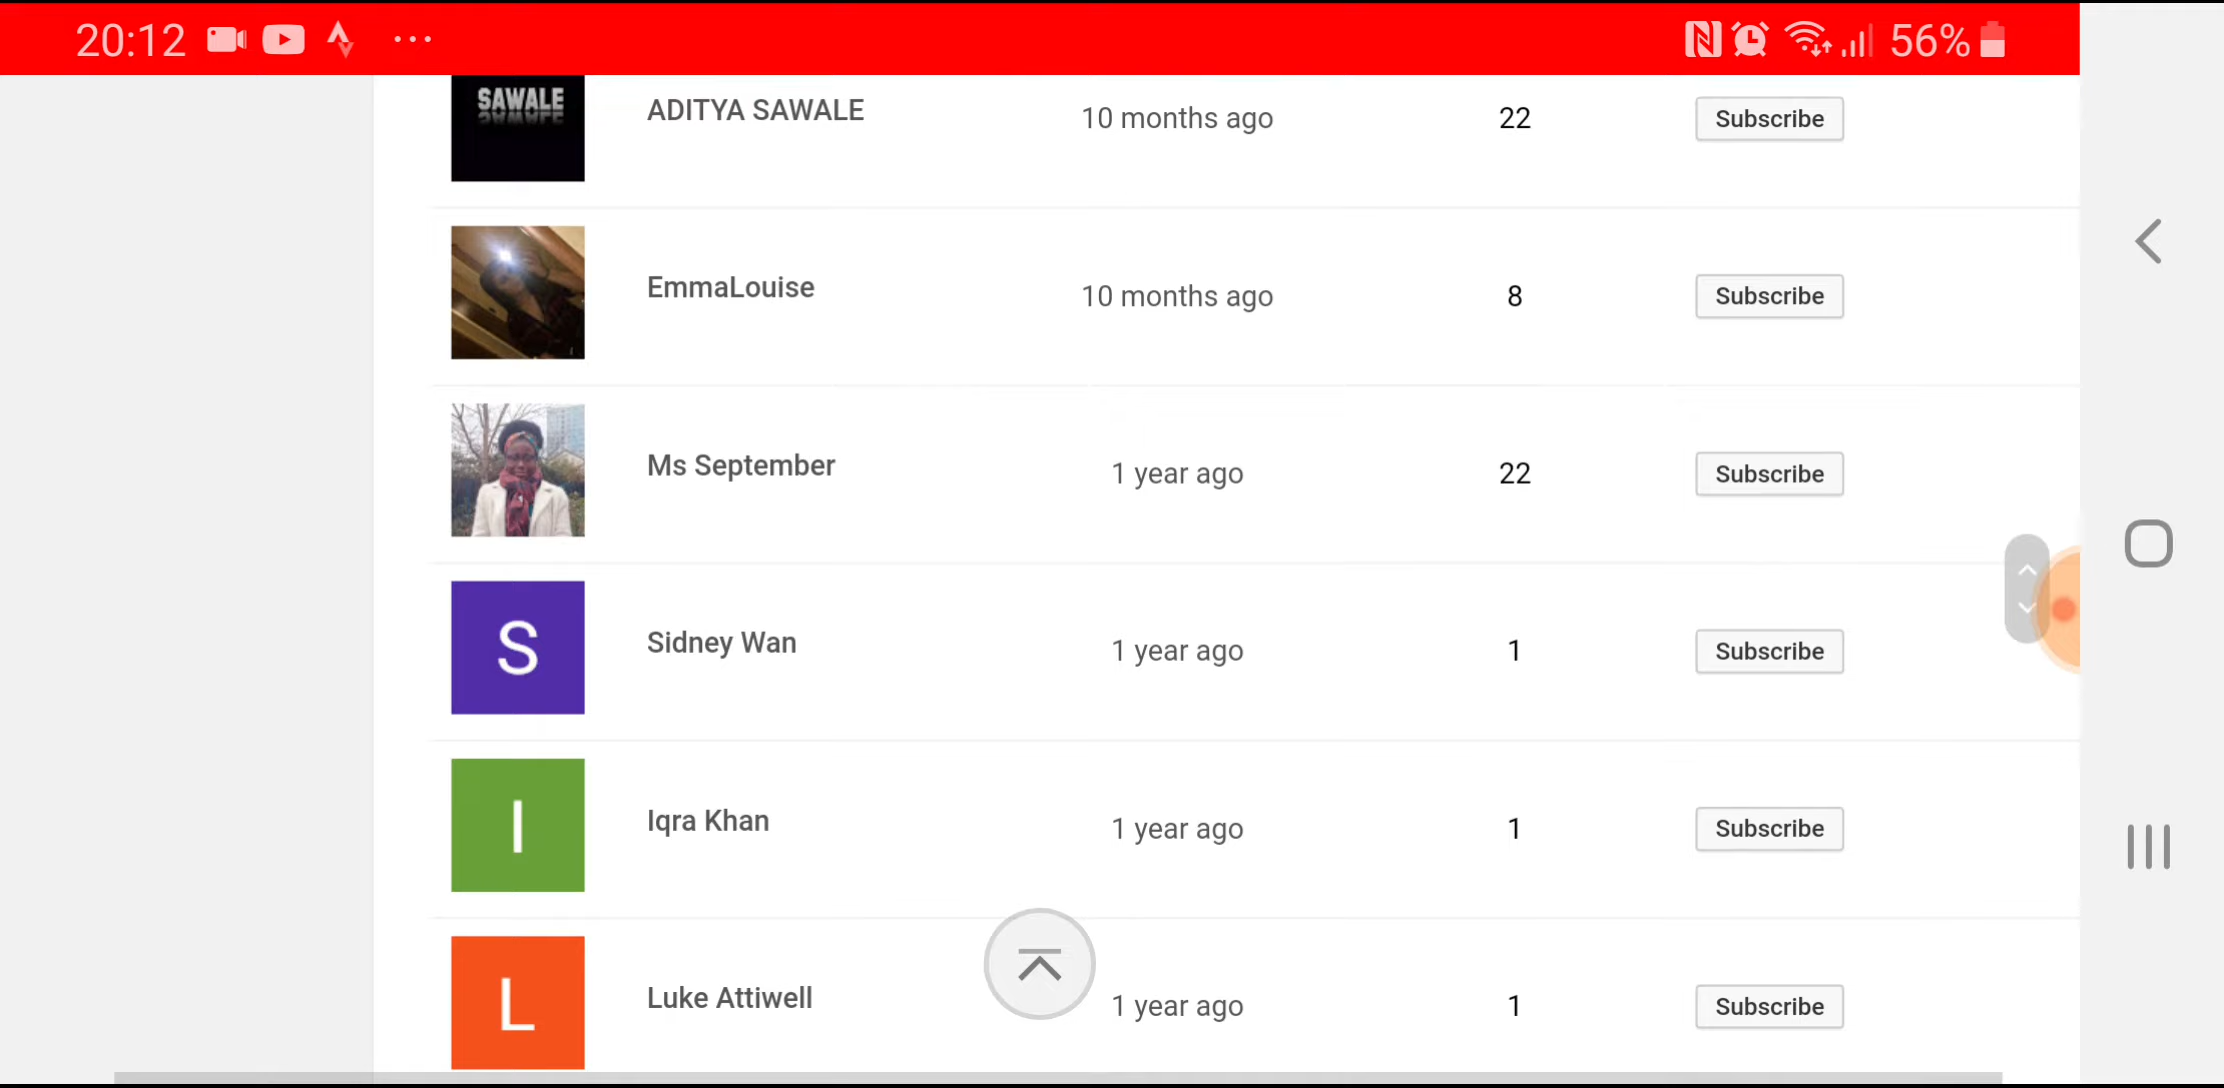 20:12 56%
SAWALE ADITYA SAWALE 10 months ago 22 Subscribe
EmmaLouise 10 months ago 8 Subscribe
Ms September 1 year ago 22 Subscribe
S Sidney Wan 1 year ago 1 Subscribe
I Iqra Khan 1 year ago 1 Subscribe
L Luke Attiwell 1 year ago 1 Subscribe